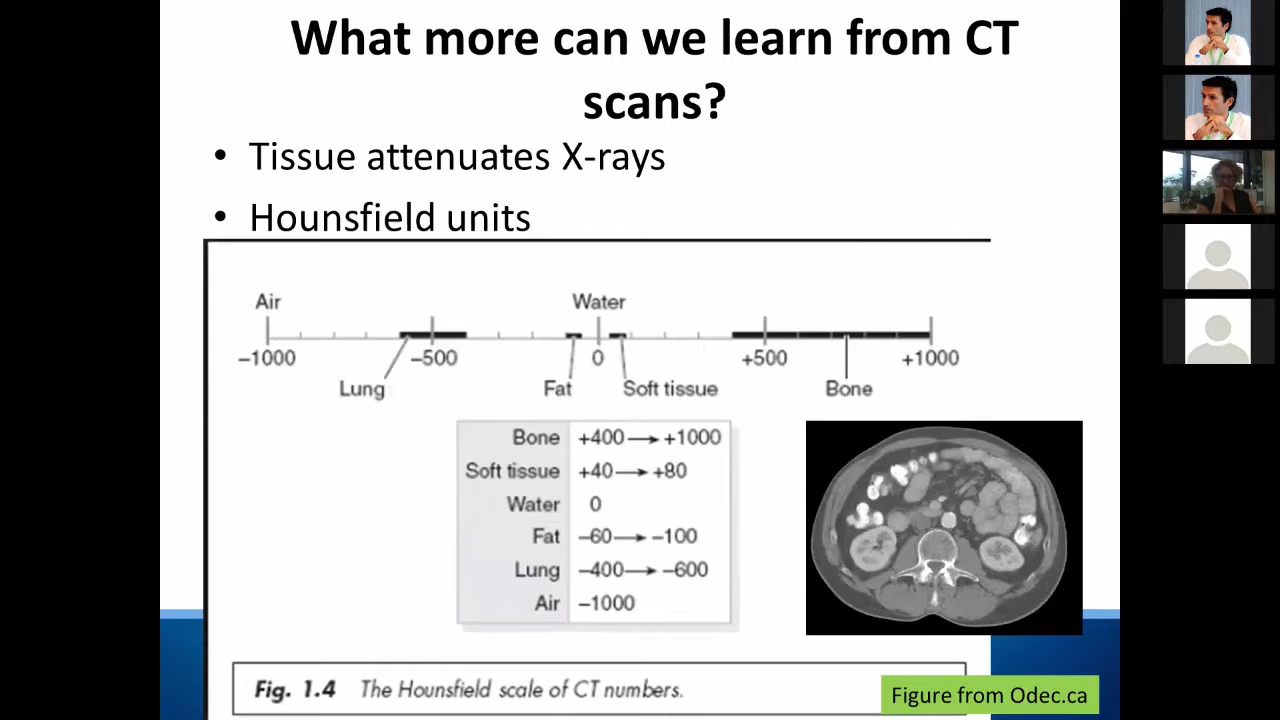 What more can we learn from CT
scans?
• Tissue attenuates X-rays
• Hounsfield units
Air Water
−1000 −500 0 +500 +1000
Lung Fat Soft tissue Bone
Bone +400 → +1000
Soft tissue +40 → +80
Water 0
Fat −60 → −100
Lung −400 → −600
Air −1000
Fig. 1.4 The Hounsfield scale of CT numbers.
Figure from Odec.ca